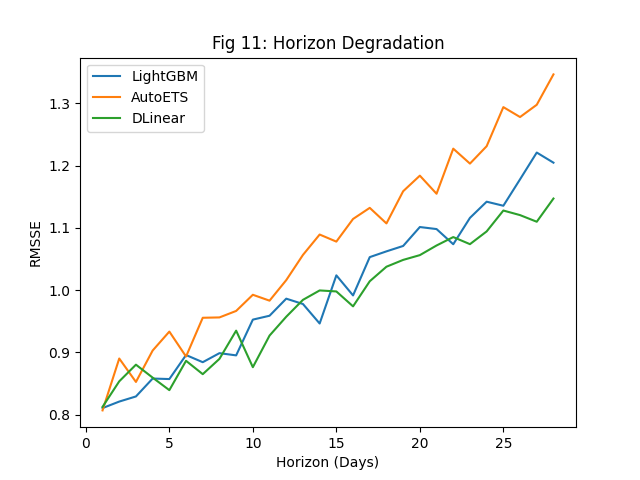 Fig 11: Horizon Degradation
LightGBM
AutoETS
DLinear
RMSSE
1.3
1.2
1.1
1.0
0.9
0.8
0 5 10 15 20 25
Horizon (Days)